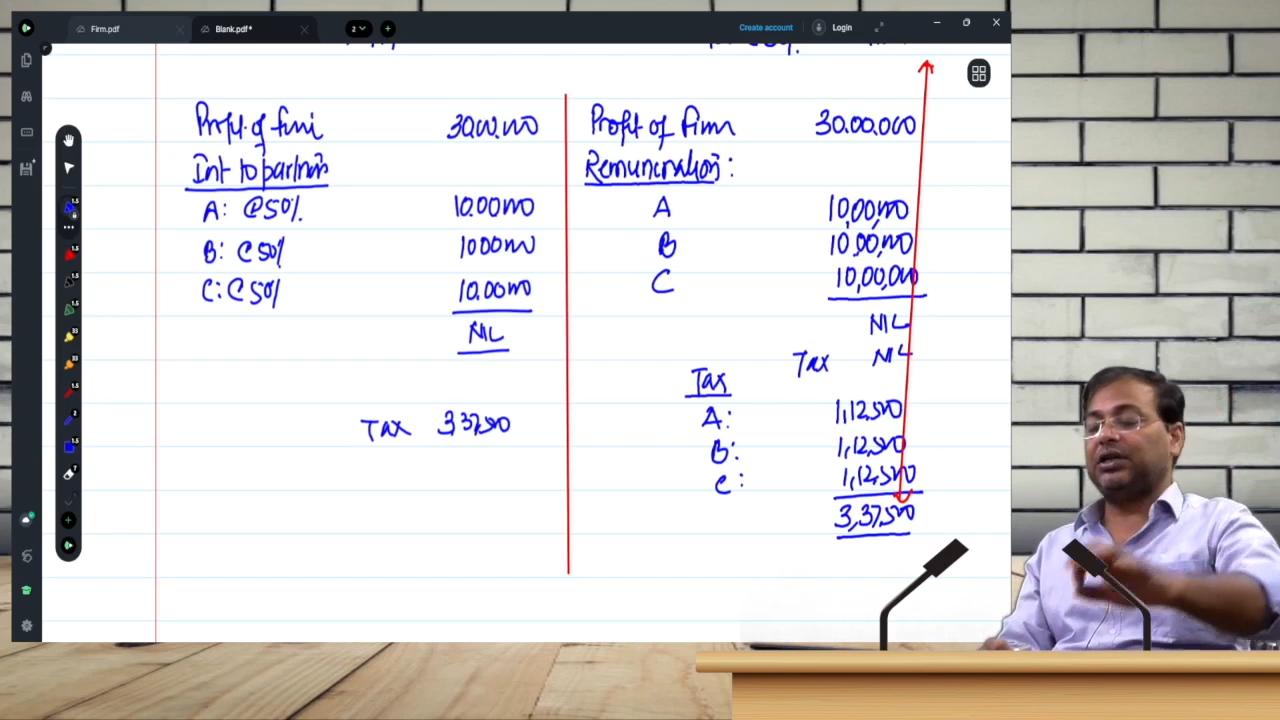 Firm.pdf
Blank.pdf*
2
Create account
Login
Profit of firm 30,00,000
Int to partners
A: @50% 10,00,000
B: @50% 10,00,000
C: @50% 10,00,000
NIL
Tax 3,37,500
Profit of Firm 30,00,000
Remuneration:
A 10,00,000
B 10,00,000
C 10,00,000
NIL
Tax NIL
Tax
A: 1,12,500
B: 1,12,500
C: 1,12,500
3,37,500